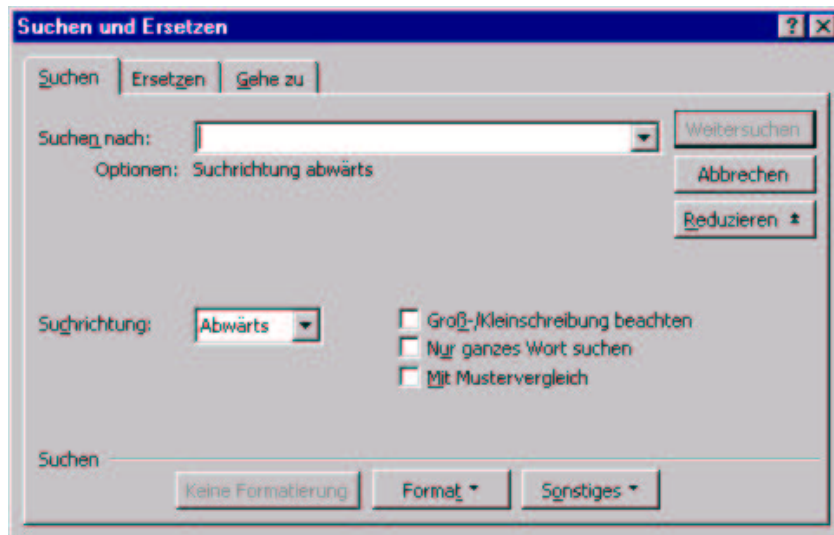 Suchen und Ersetzen
Suchen Ersetzen Gehe zu
Suchen nach: Weitersuchen
Optionen: Suchrichtung abwärts Abbrechen
Reduzieren
Suchrichtung: Abwärts Groß-/Kleinschreibung beachten
Nur ganzes Wort suchen
Mit Mustervergleich
Suchen
Keine Formatierung Format Sonstiges